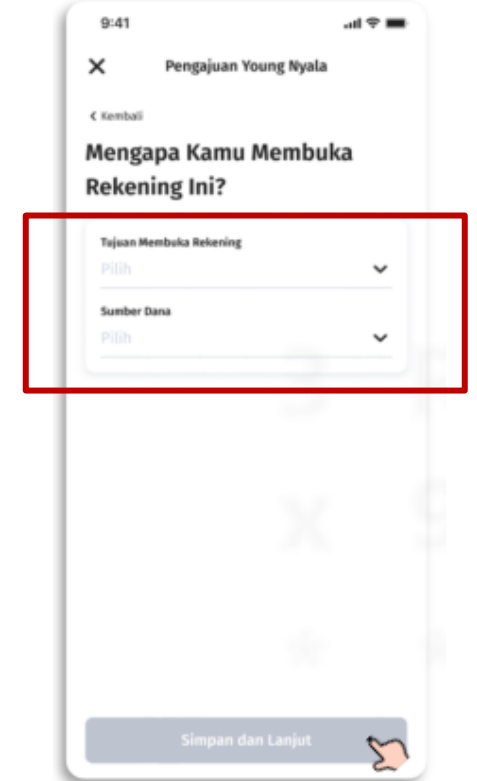 9:41
Pengajuan Young Nyala
Kembali
Mengapa Kamu Membuka
Rekening Ini?
Tujuan Membuka Rekening
Pilih
Sumber Dana
Pilih
Simpan dan Lanjut